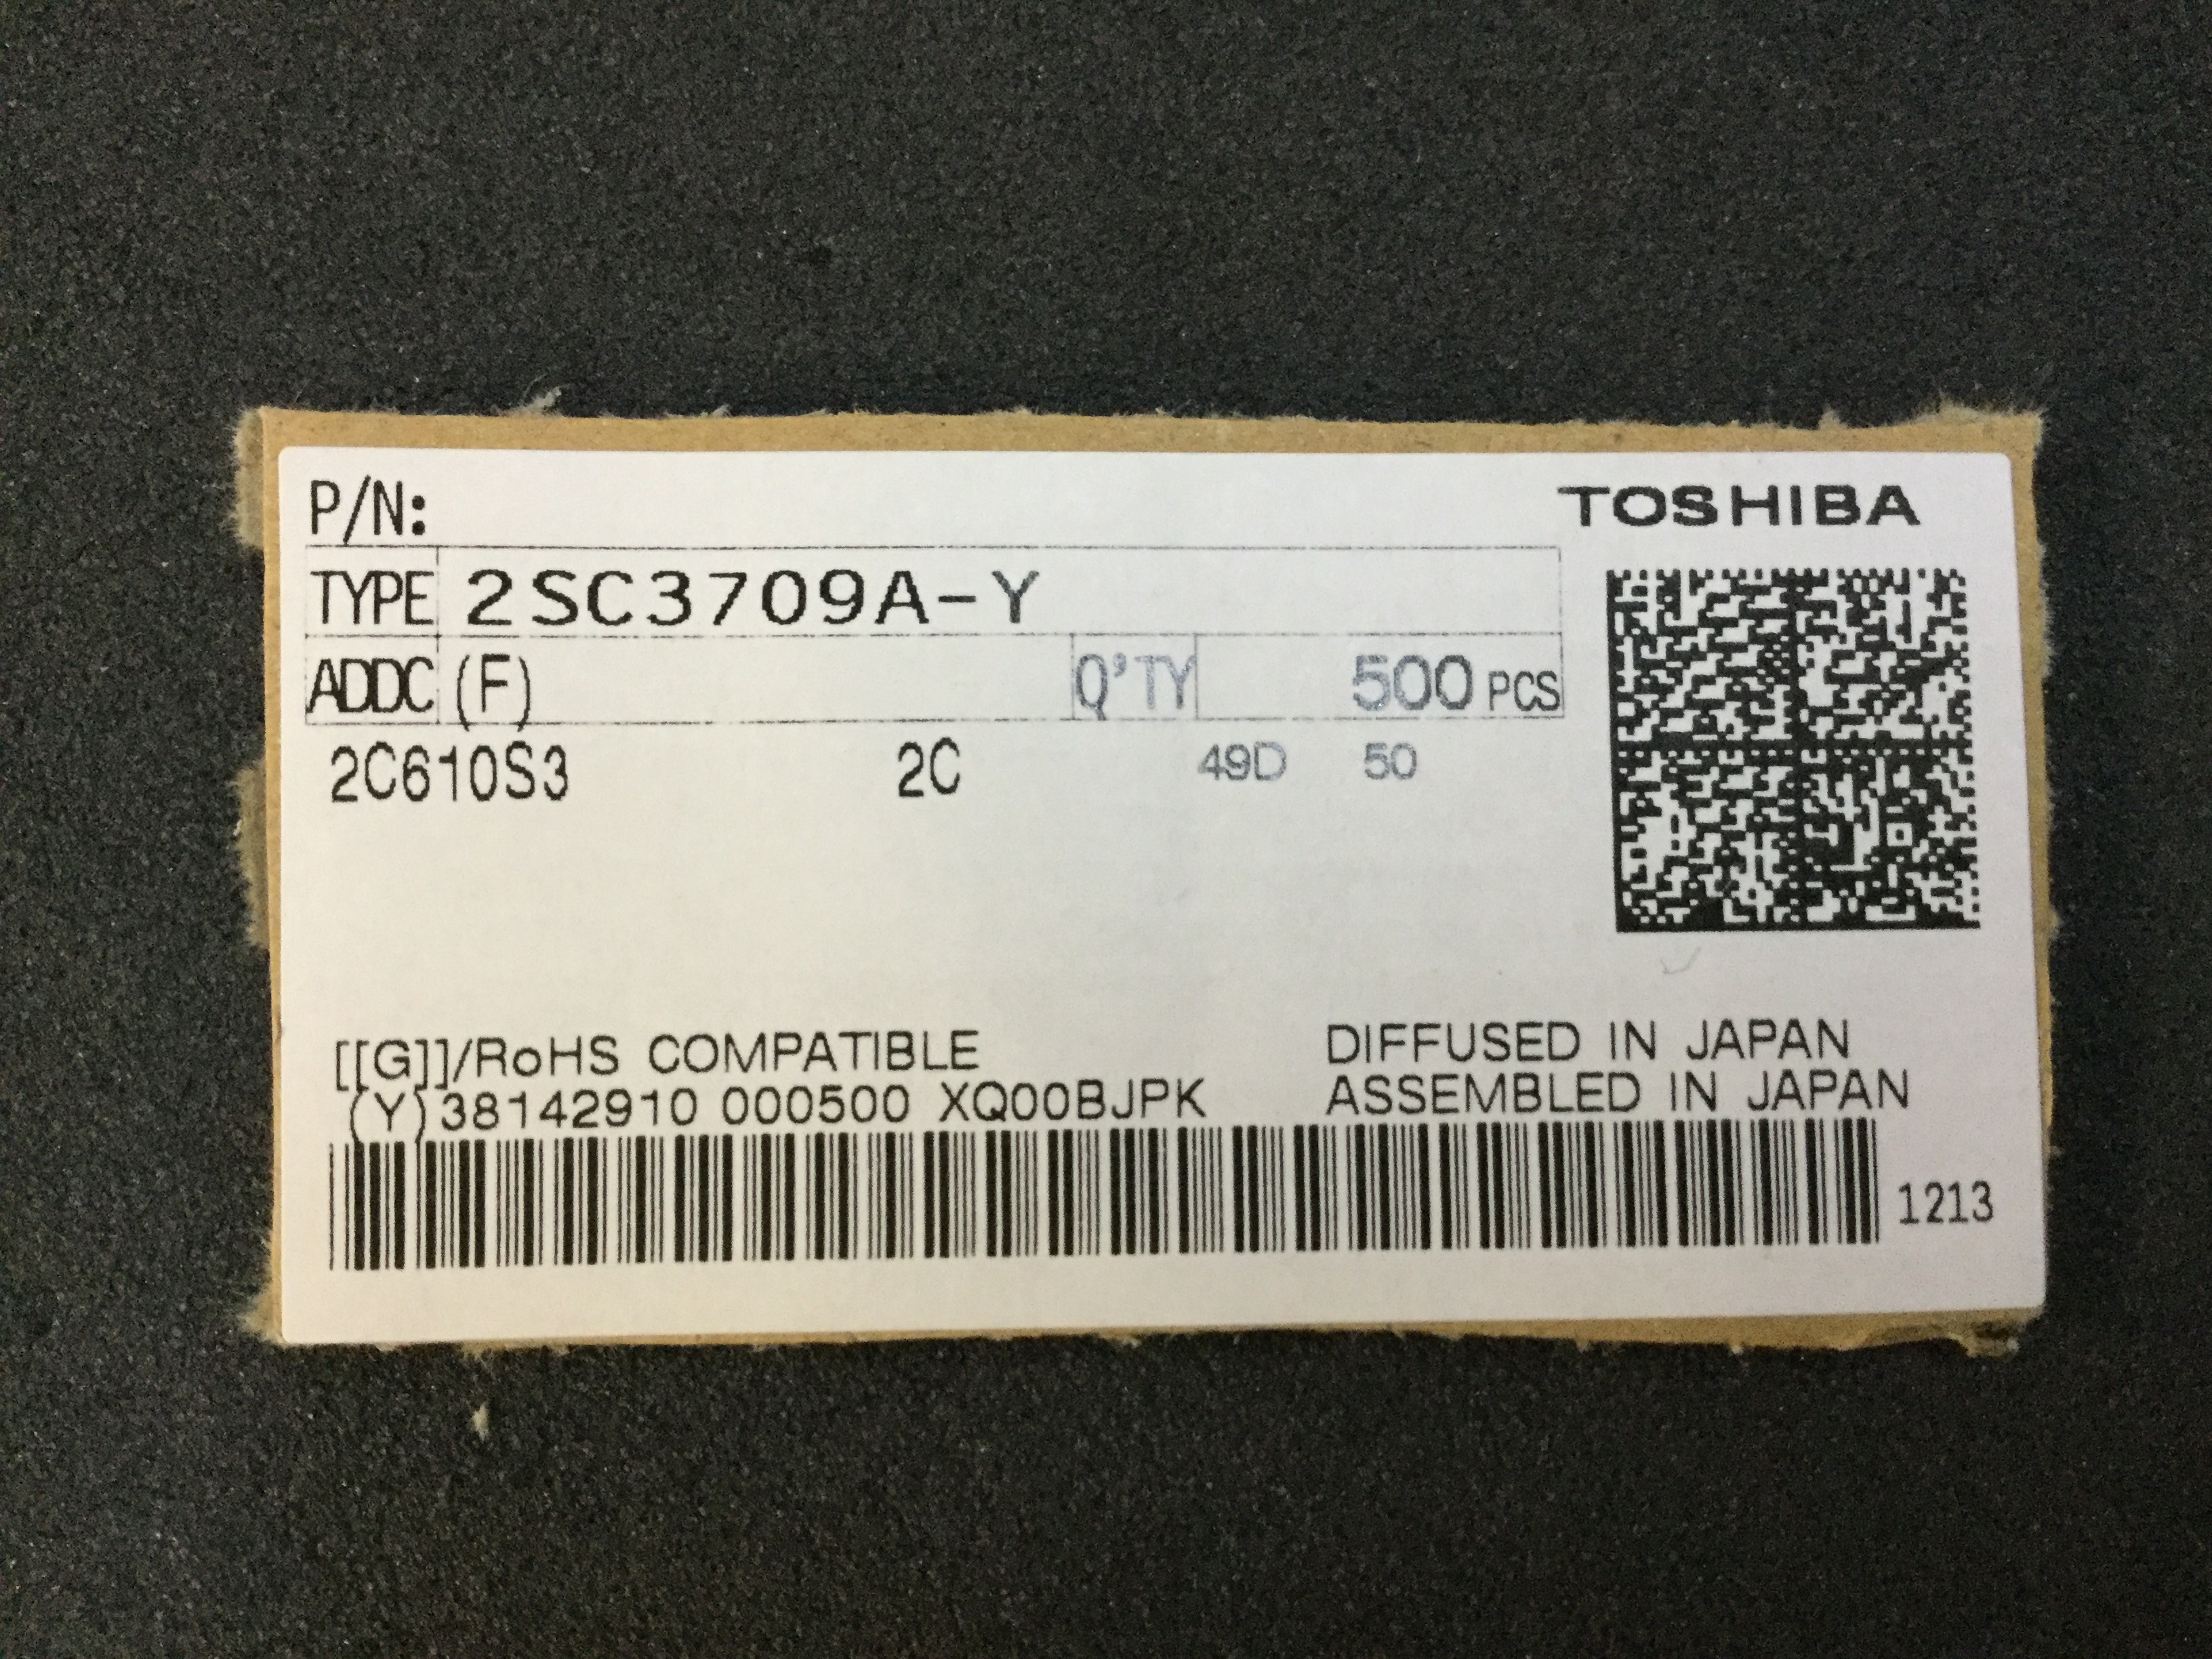 P/N:
TOSHIBA
TYPE 2SC3709A-Y
ADDC (F) Q'TY 500 PCS
2C610S3 2C 49D 50
[[G]]/RoHS COMPATIBLE
(Y)38142910 000500 XQ00BJPK
DIFFUSED IN JAPAN
ASSEMBLED IN JAPAN
1213